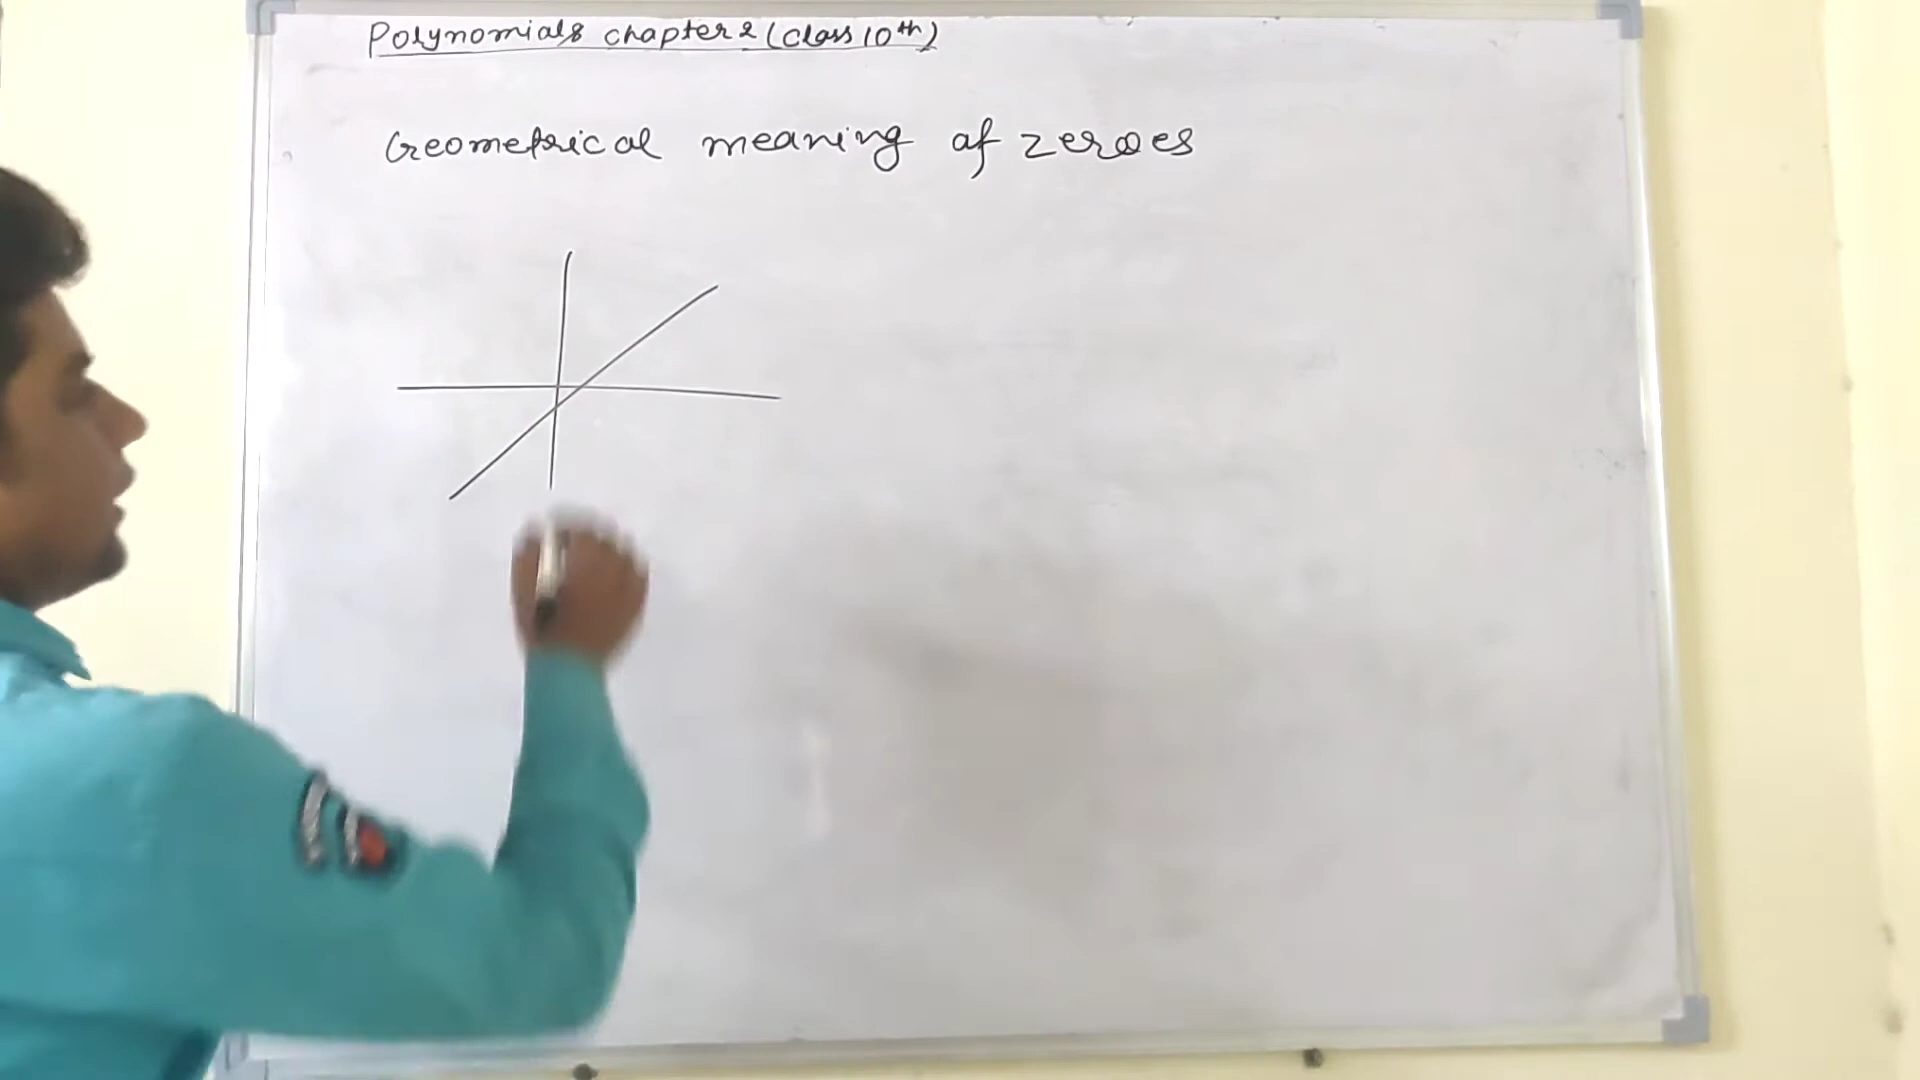 Polynomials chapter 2 (Class 10th)
Geometrical meaning of zeroes